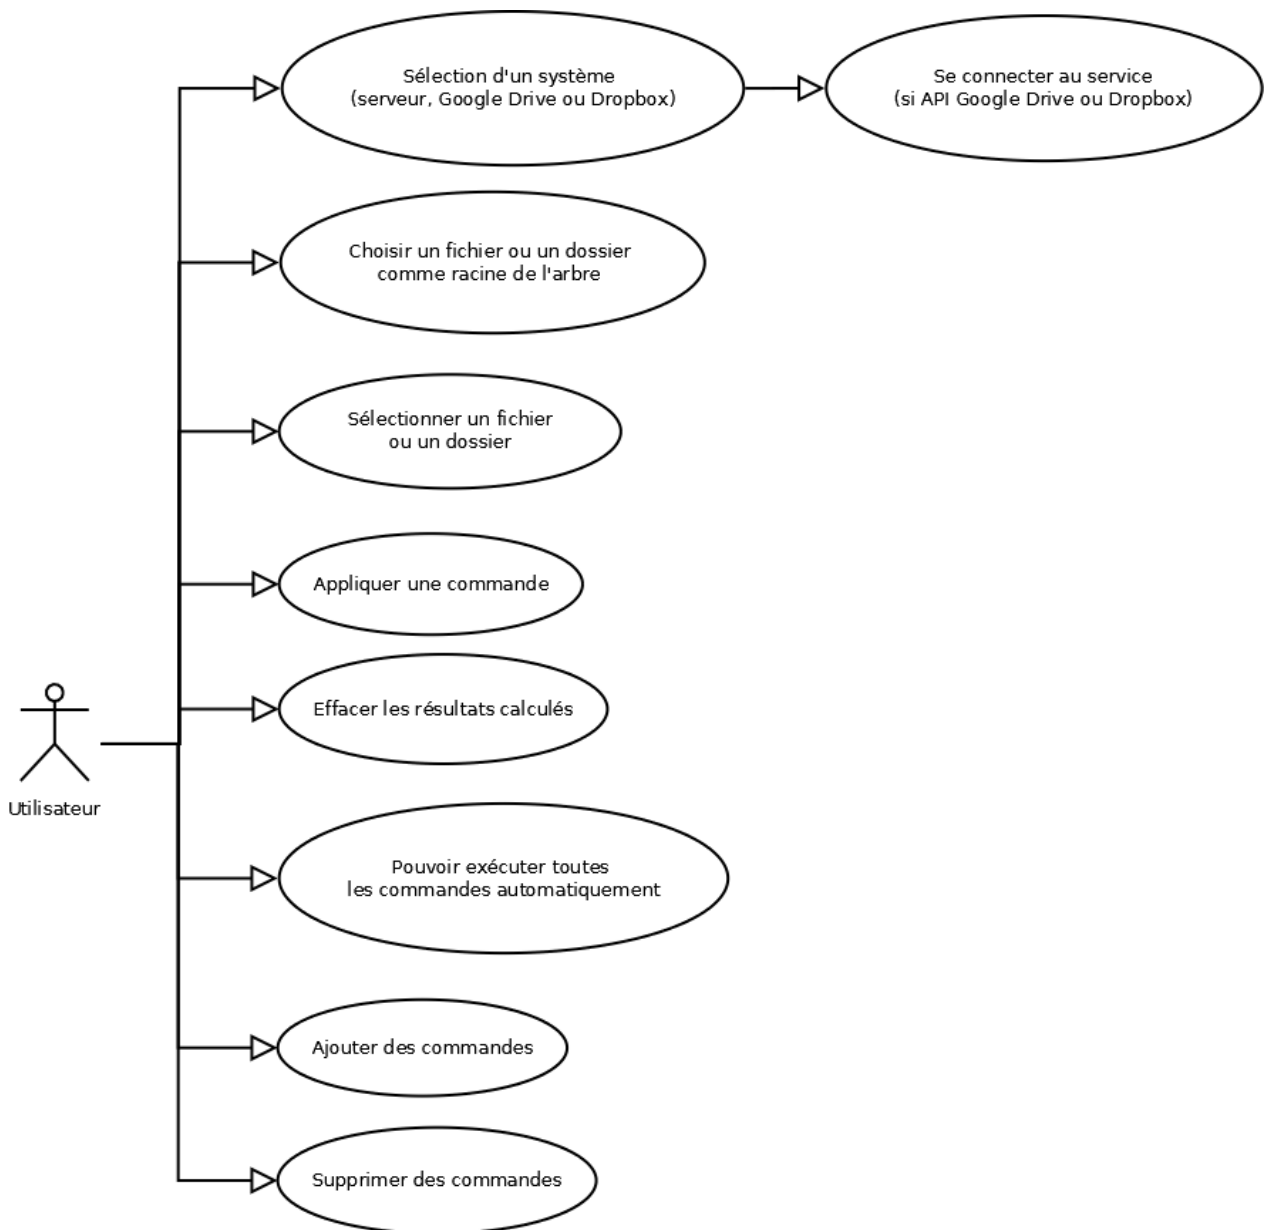 Sélection d'un système
(serveur, Google Drive ou Dropbox)
Se connecter au service
(si API Google Drive ou Dropbox)
Choisir un fichier ou un dossier
comme racine de l'arbre
Sélectionner un fichier
ou un dossier
Appliquer une commande
Effacer les résultats calculés
Utilisateur
Pouvoir exécuter toutes
les commandes automatiquement
Ajouter des commandes
Supprimer des commandes